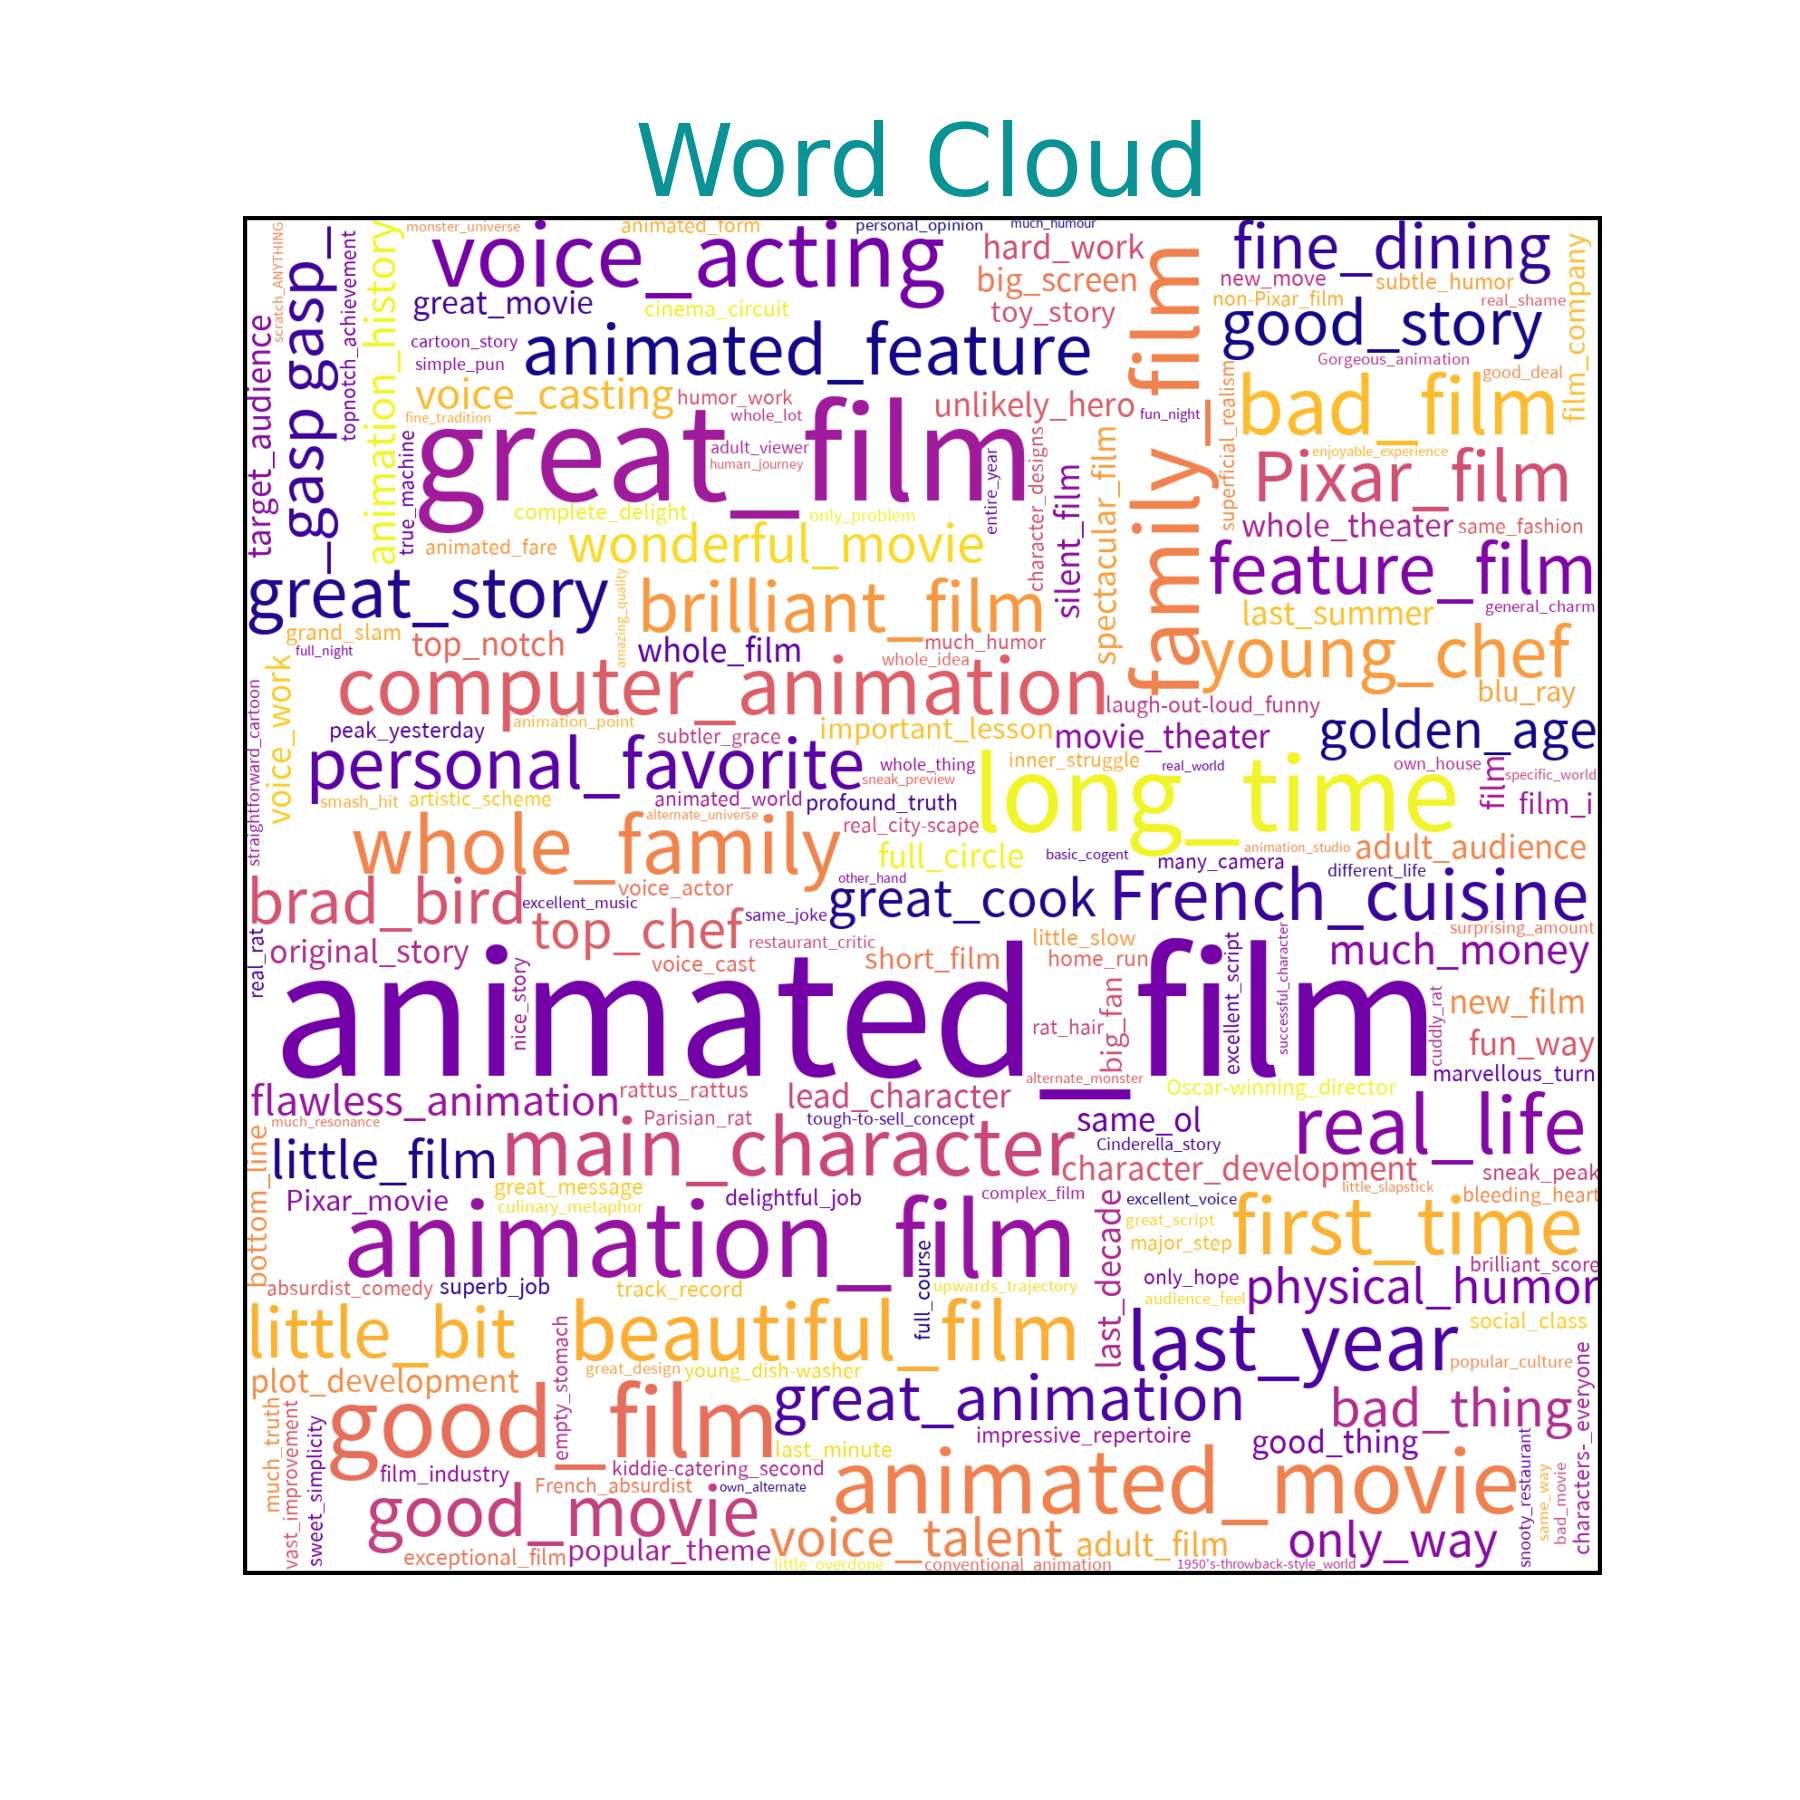 Word Cloud
monster_universe
animated_form
personal_opinion
much_humour
scratch_ANYTHING
topnotch_achievement
animation_history
voice_acting
hard_work
fine_dining
film_company
_gasp gasp_
target_audience
big_screen
new_move
subtle_humor
great_movie
cinema_circuit
toy_story
non-Pixar_film
real_shame
family_film
good_story
cartoon_story
animated_feature
simple_pun
Gorgeous_animation
good_deal
superficial_realism
voice_casting
humor_work
unlikely_hero
fun_night
bad_film
fine_tradition
whole_lot
great_film
adult_viewer
human_journey
entire_year
character_designs
silent_film
spectacular_film
enjoyable_experience
Pixar_film
true_machine
complete_delight
only_problem
whole_theater
same_fashion
animated_fare
wonderful_movie
feature_film
great_story
amazing_quality
brilliant_film
last_summer
general_charm
grand_slam
full_night
top_notch
whole_film
much_humor
whole_idea
young_chef
voice_work
straightforward_cartoon
computer_animation
blu_ray
laugh-out-loud_funny
peak_yesterday
animation_point
subtler_grace
important_lesson
movie_theater
golden_age
personal_favorite
whole_thing
sneak_preview
inner_struggle
real_world
own_house
film
specific_world
long_time
smash_hit
artistic_scheme
animated_world
profound_truth
film_i
alternate_universe
whole_family
real_city-scape
full_circle
basic_cogent
animation_studio
adult_audience
many_camera
different_life
brad_bird
voice_actor
other_hand
great_cook
French_cuisine
excellent_music
same_joke
top_chef
real_rat
original_story
restaurant_critic
little_slow
surprising_amount
voice_cast
short_film
home_run
excellent_script
successful_character
much_money
animated_film
nice_story
rat_hair
big_fan
cuddly_rat
new_film
fun_way
alternate_monster
marvellous_turn
flawless_animation
rattus_rattus
lead_character
Oscar-winning_director
much_resonance
Parisian_rat
tough-to-sell_concept
same_ol
real_life
bottom_line
little_film
main_character
Cinderella_story
character_development
sneak_peak
Pixar_movie
great_message
culinary_metaphor
delightful_job
complex_film
last_decade
excellent_voice
little_slapstick
bleeding_heart
animation_film
great_script
major_step
first_time
full_course
only_hope
brilliant_score
absurdist_comedy
superb_job
track_record
upwards_trajectory
audience_feel
physical_humor
little_bit
beautiful_film
last_year
social_class
empty_stomach
great_design
young_dish-washer
popular_culture
characters-_everyone
plot_development
good_film
great_animation
bad_thing
much_truth
vast_improvement
sweet_simplicity
impressive_repertoire
last_minute
good_thing
film_industry
kiddie-catering_second
French_absurdist
own_alternate
animated_movie
snooty_restaurant
same_way
bad_movie
good_movie
voice_talent
adult_film
only_way
exceptional_film
popular_theme
little_overdone
conventional_animation
1950's-throwback-style_world